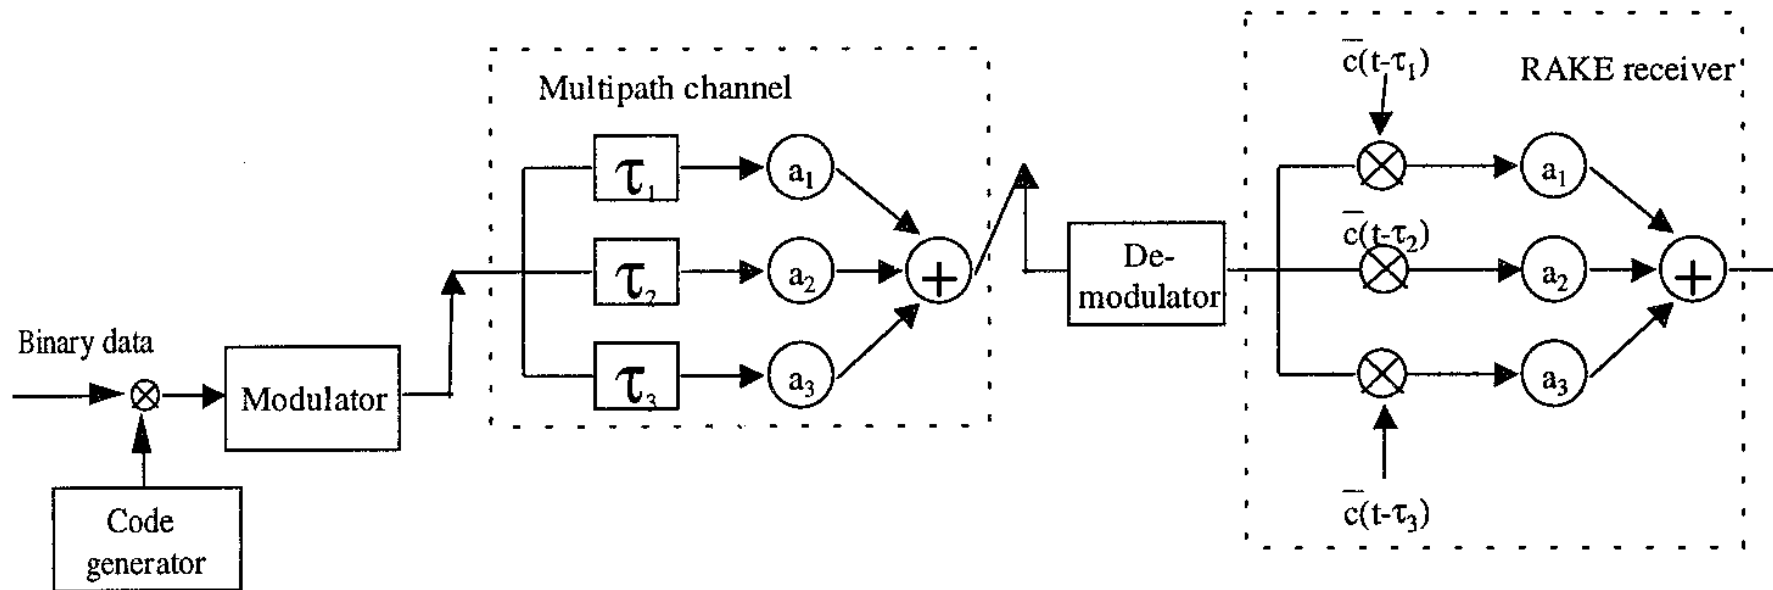 Binary data
Modulator
Code
generator
Multipath channel
τ₁
a₁
τ₂
a₂
+
τ₃
a₃
De-
modulator
RAKE receiver
c̅(t-τ₁)
a₁
c̅(t-τ₂)
a₂
+
a₃
c̅(t-τ₃)